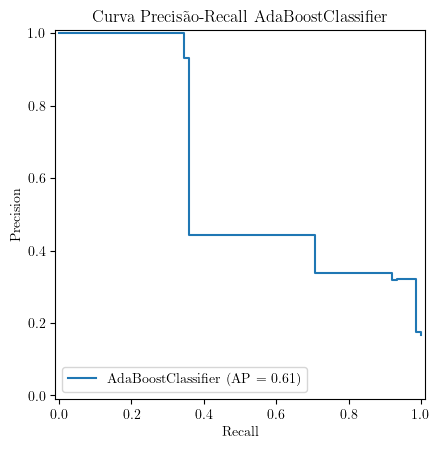 Curva Precisão-Recall AdaBoostClassifier
1.0
0.8
0.6
0.4
0.2
0.0
Precision
AdaBoostClassifier (AP = 0.61)
0.0 0.2 0.4 0.6 0.8 1.0
Recall